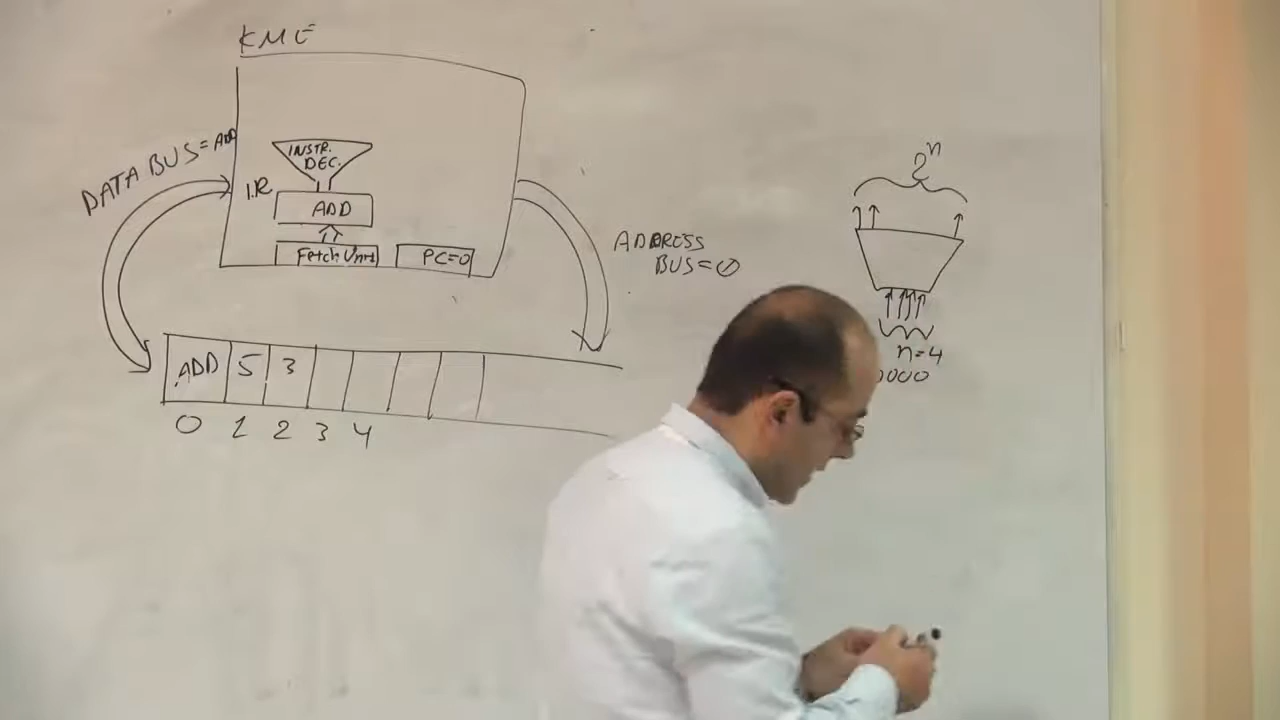 ΚΜΕ
DATA BUS = ADD
INSTR.
DEC.
I.R
ADD
Fetch Unit
PC=0
ADDRESS
BUS=0
ADD 5 3
0 1 2 3 4
2ⁿ
n=4
0000